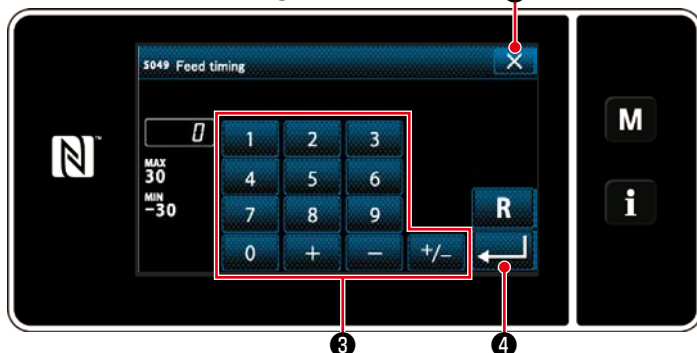 S049 Feed timing
0
MAX
30
MIN
-30
1 2 3
4 5 6
7 8 9
0 + − +/−
R
M
i
N
❸ ❹